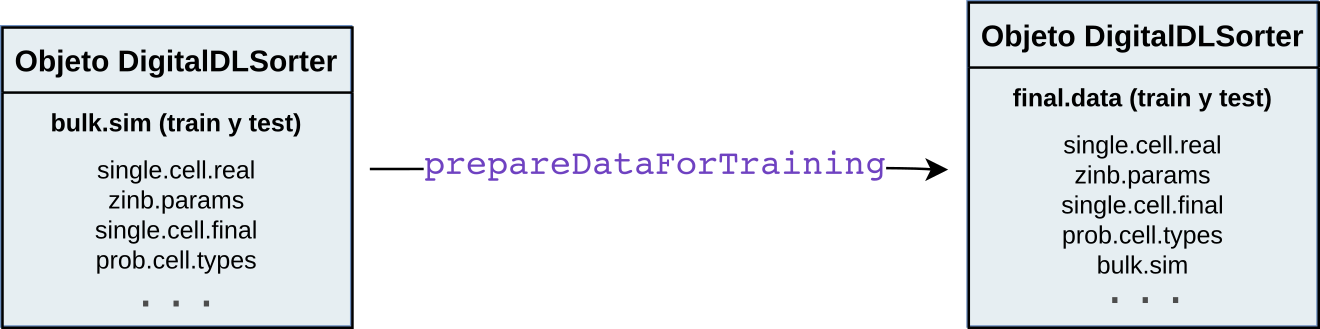 Objeto DigitalDLSorter
bulk.sim (train y test)
single.cell.real
zinb.params
single.cell.final
prob.cell.types
. . .
prepareDataForTraining
Objeto DigitalDLSorter
final.data (train y test)
single.cell.real
zinb.params
single.cell.final
prob.cell.types
bulk.sim
. . .